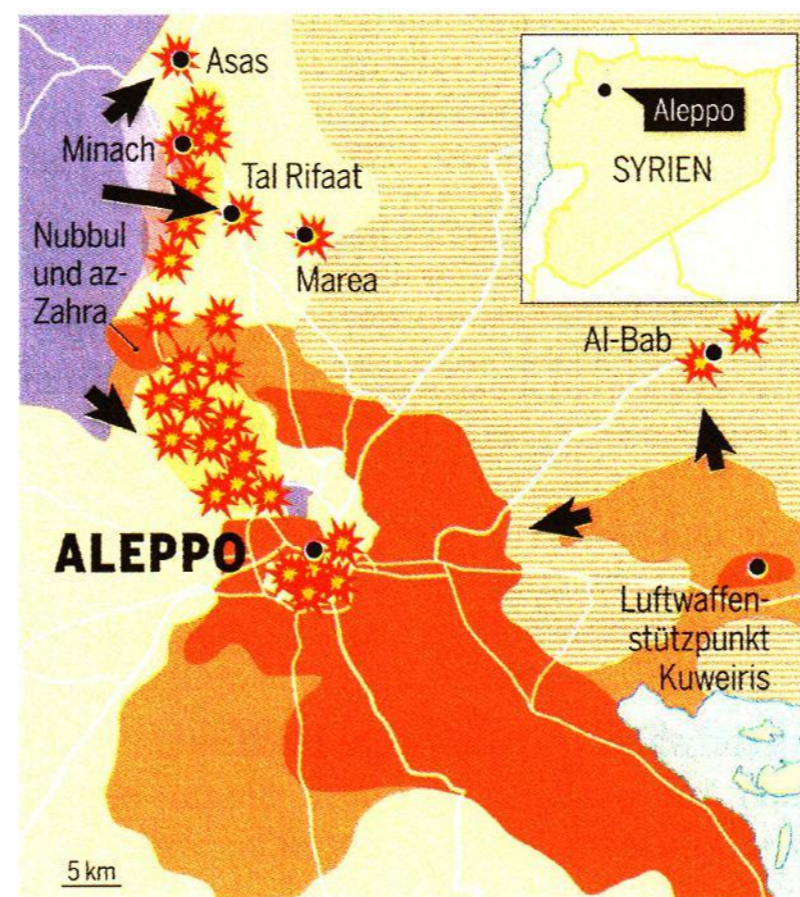 Asas
Aleppo
Minach
SYRIEN
Tal Rifaat
Nubbul
und az-
Zahra
Marea
Al-Bab
ALEPPO
Luftwaffen-
stützpunkt
Kuweiris
5 km